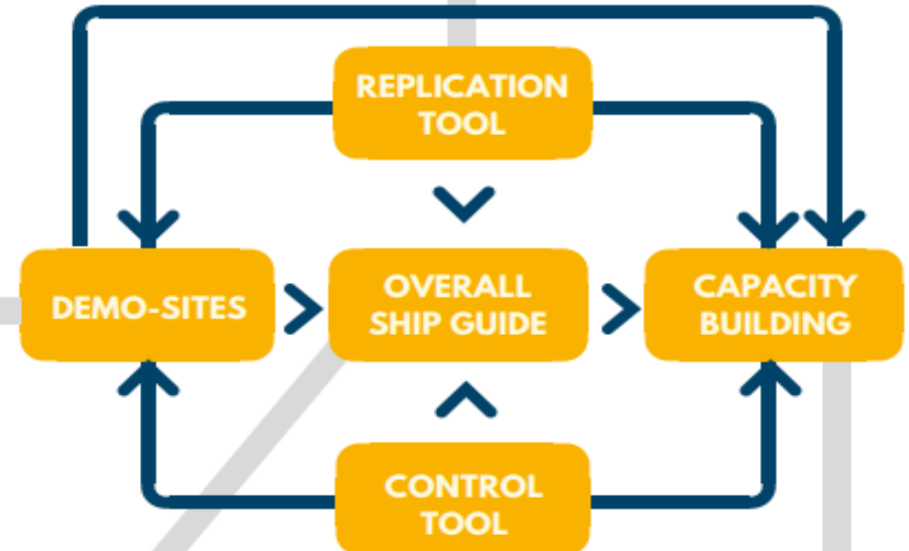 REPLICATION
TOOL
DEMO-SITES
OVERALL
SHIP GUIDE
CAPACITY
BUILDING
CONTROL
TOOL